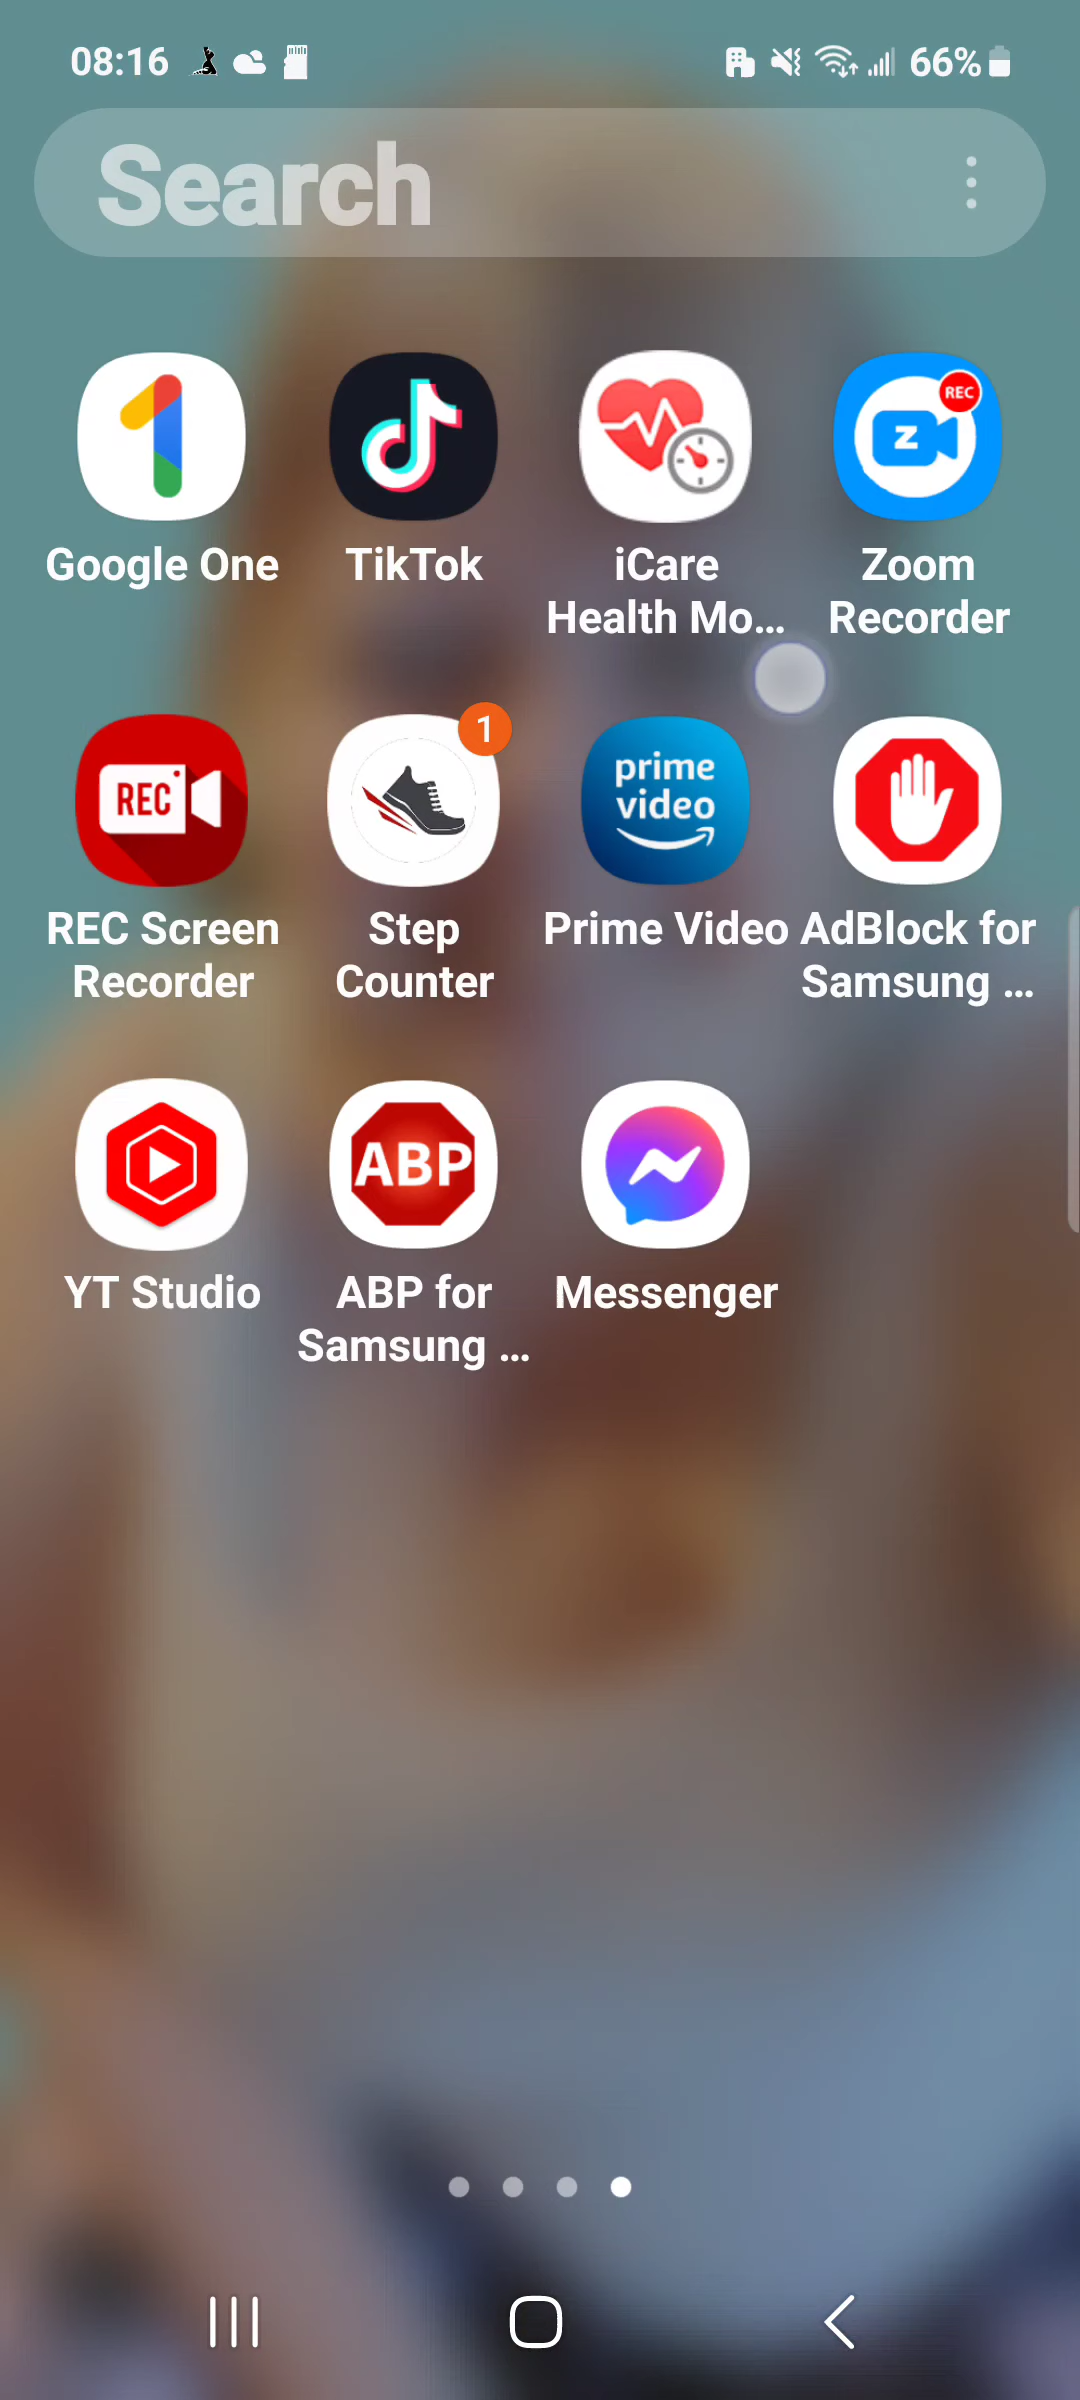 08:16
66%
Search
REC
Z
Google One
TikTok
iCare
Health Mo...
Zoom
Recorder
REC
1
prime
video
REC Screen
Recorder
Step
Counter
Prime Video
AdBlock for
Samsung ...
ABP
YT Studio
ABP for
Samsung ...
Messenger